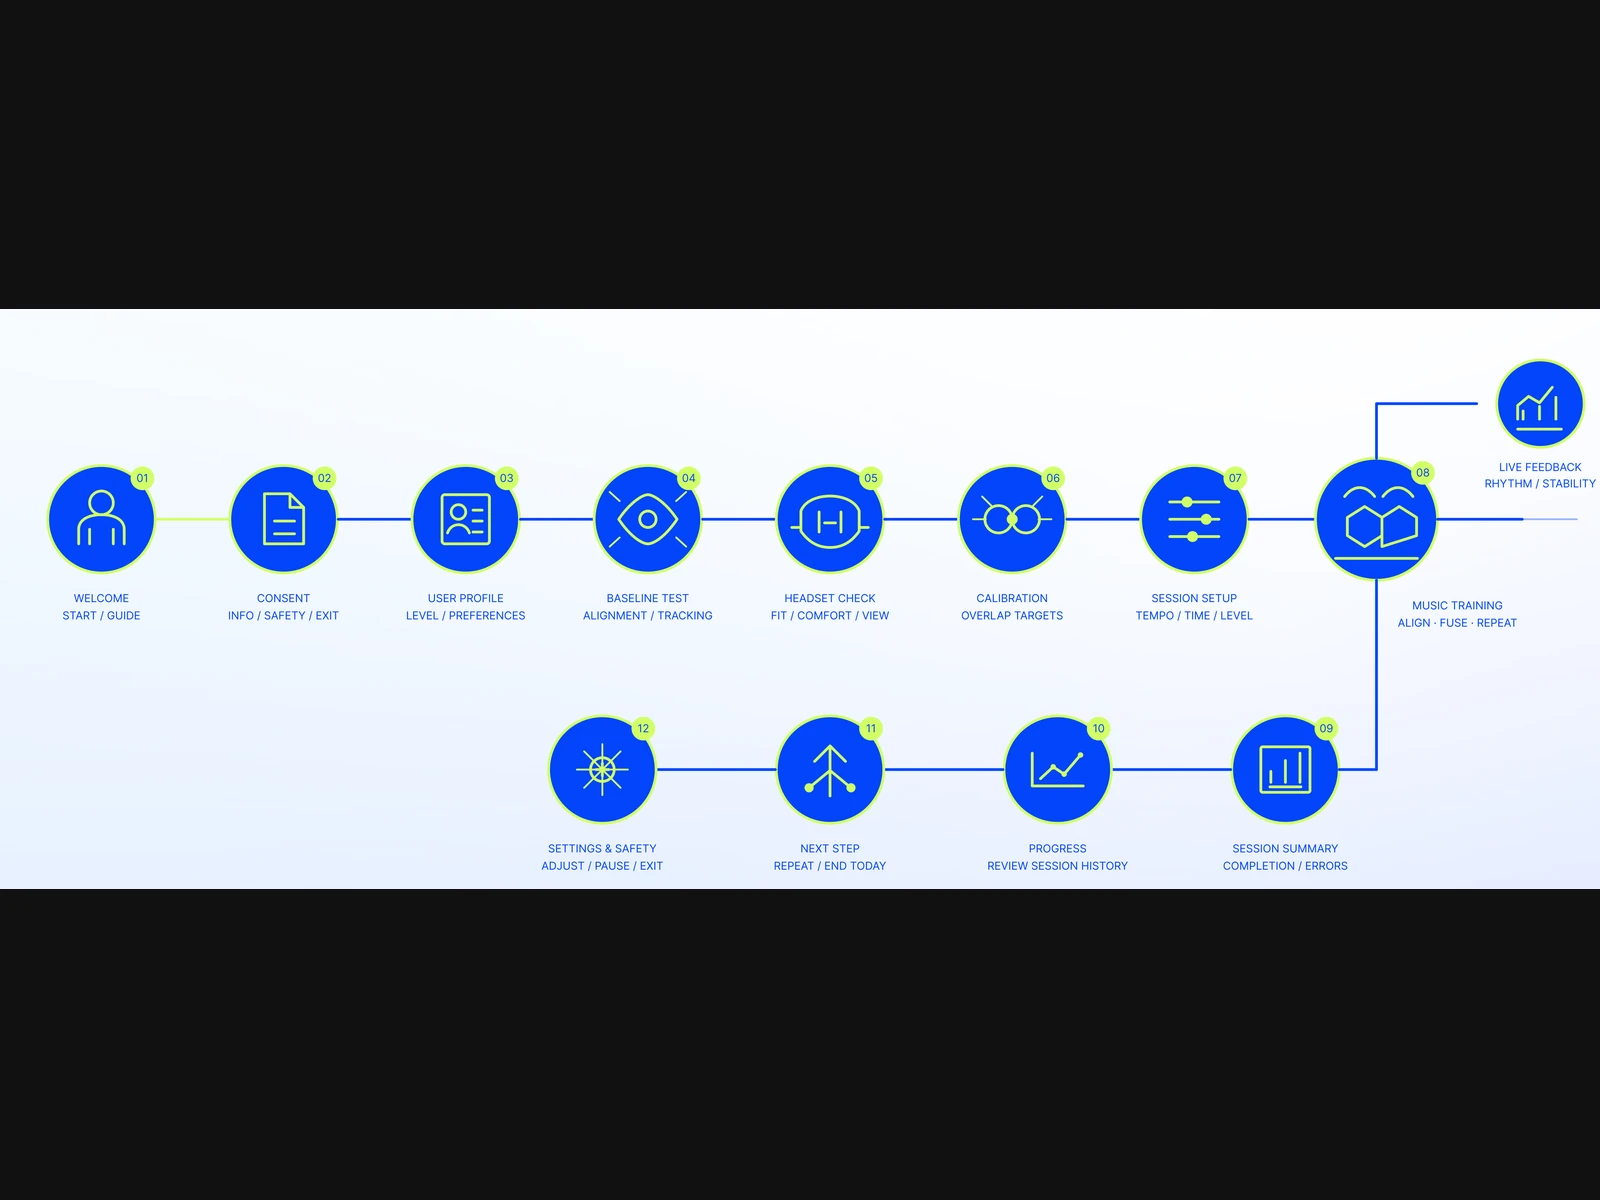 01
WELCOME
START / GUIDE
02
CONSENT
INFO / SAFETY / EXIT
03
USER PROFILE
LEVEL / PREFERENCES
04
BASELINE TEST
ALIGNMENT / TRACKING
05
HEADSET CHECK
FIT / COMFORT / VIEW
06
CALIBRATION
OVERLAP TARGETS
07
SESSION SETUP
TEMPO / TIME / LEVEL
08
MUSIC TRAINING
ALIGN · FUSE · REPEAT
LIVE FEEDBACK
RHYTHM / STABILITY
09
SESSION SUMMARY
COMPLETION / ERRORS
10
PROGRESS
REVIEW SESSION HISTORY
11
NEXT STEP
REPEAT / END TODAY
12
SETTINGS & SAFETY
ADJUST / PAUSE / EXIT